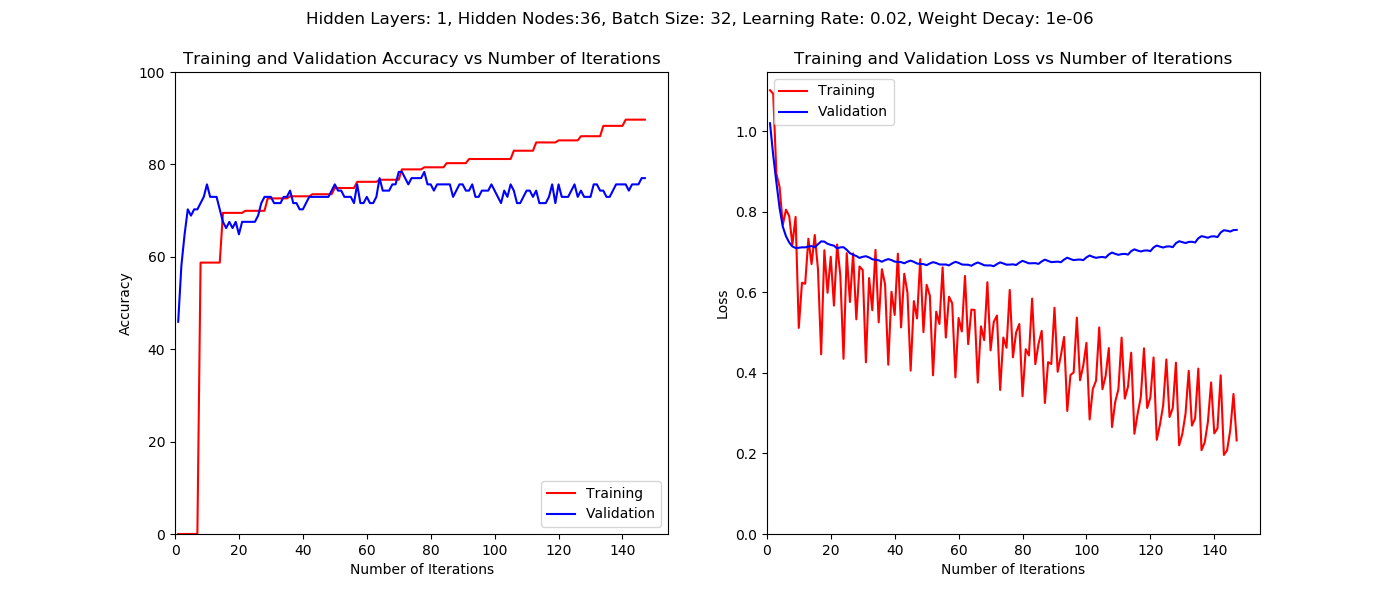 Hidden Layers: 1, Hidden Nodes:36, Batch Size: 32, Learning Rate: 0.02, Weight Decay: 1e-06
Training and Validation Accuracy vs Number of Iterations
100
80
60
40
20
0
Accuracy
0 20 40 60 80 100 120 140
Number of Iterations
Training
Validation
Training and Validation Loss vs Number of Iterations
Training
Validation
1.0
0.8
0.6
0.4
0.2
0.0
Loss
0 20 40 60 80 100 120 140
Number of Iterations